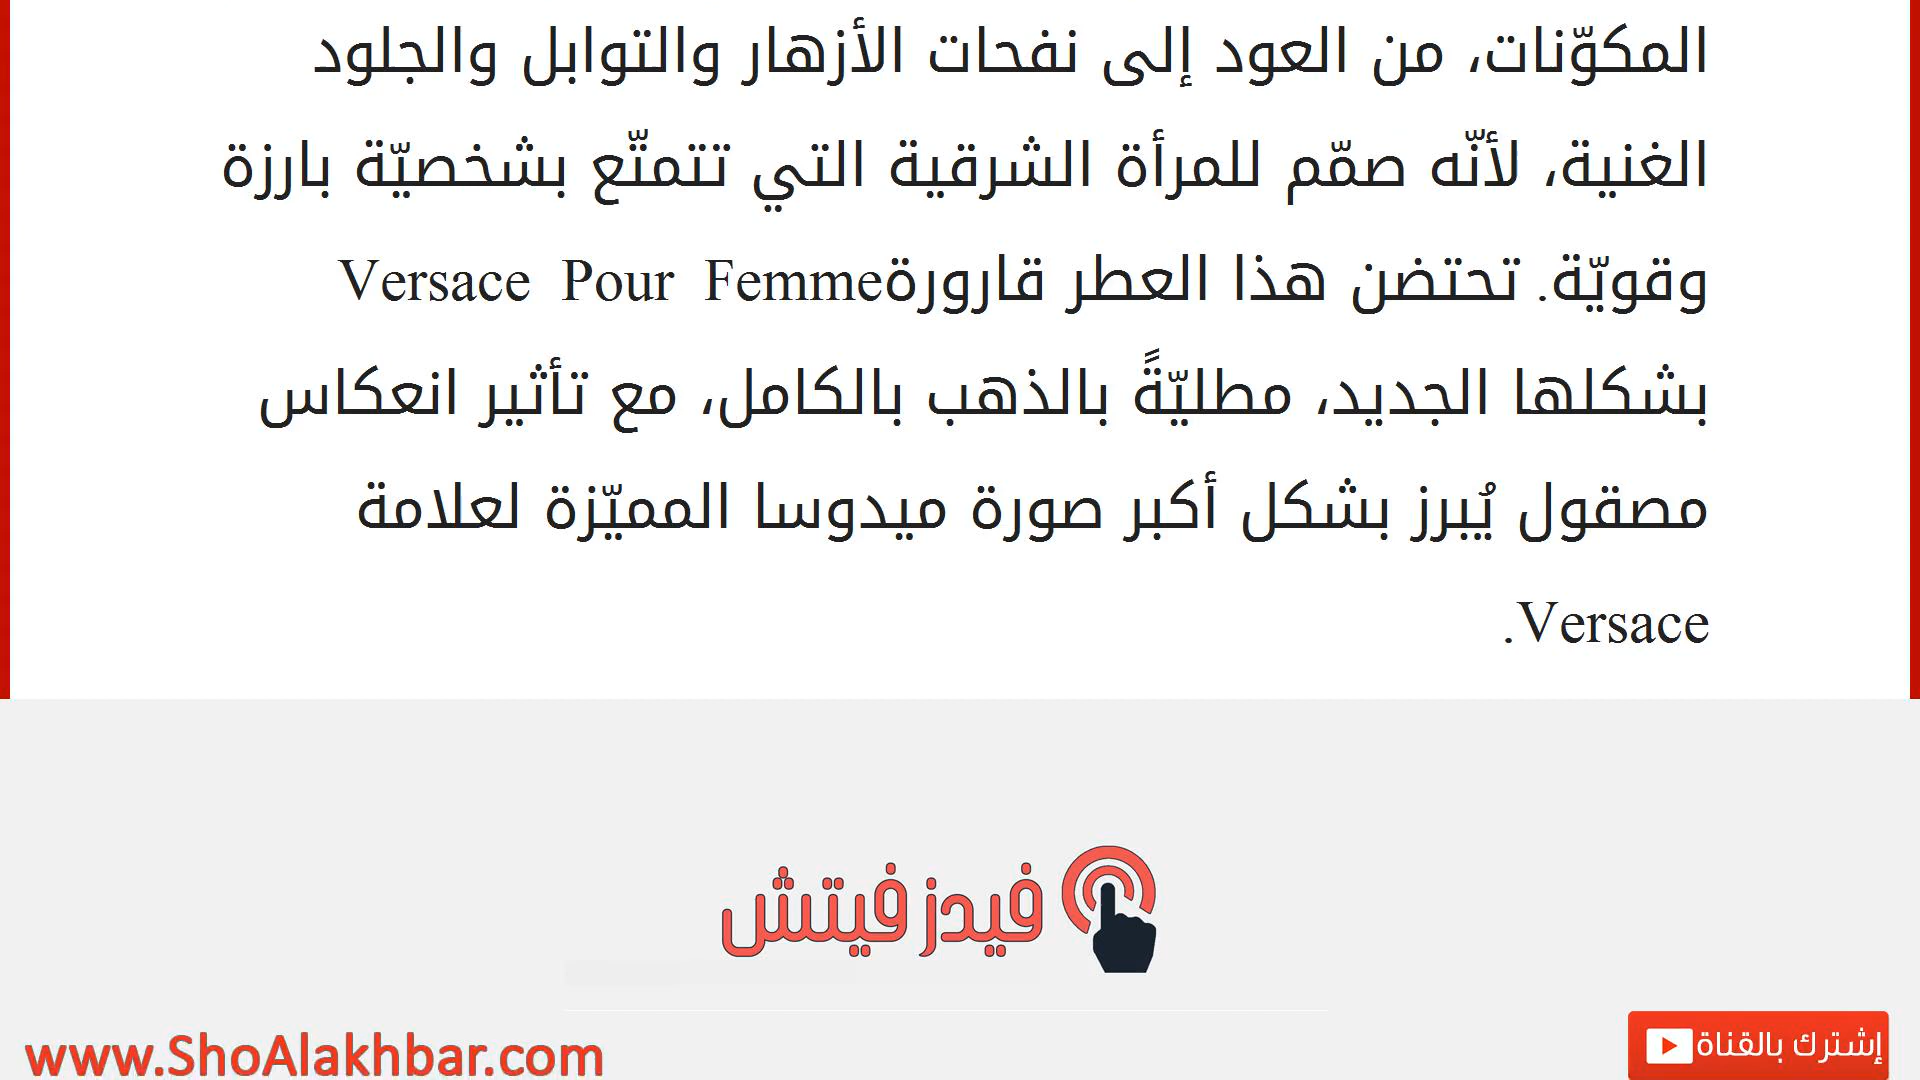 المكوّنات، من العود إلى نفحات الأزهار والتوابل والجلود
الغنية، لأنّه صمّم للمرأة الشرقية التي تتمتّع بشخصيّة بارزة
وقويّة. تحتضن هذا العطر قارورةVersace Pour Femme
بشكلها الجديد، مطليّةً بالذهب بالكامل، مع تأثير انعكاس
مصقول يُبرز بشكل أكبر صورة ميدوسا المميّزة لعلامة
Versace.
فيدز فيتش
www.ShoAlakhbar.com
إشترك بالقناة